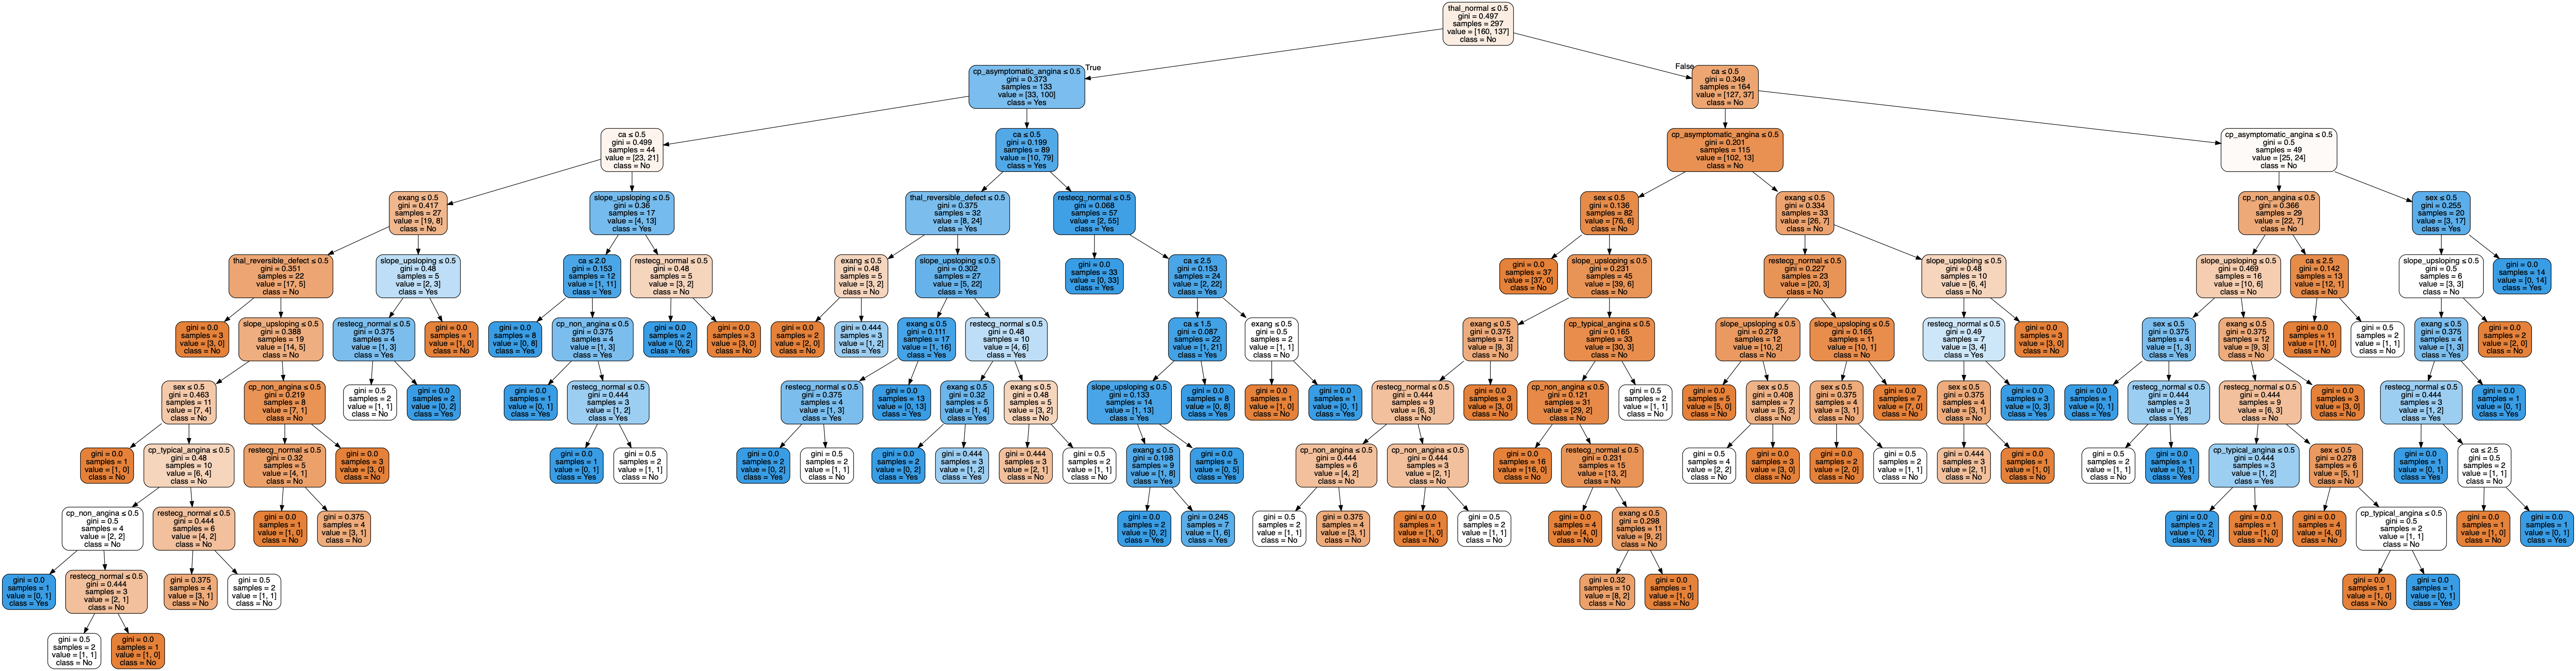 thal_normal ≤ 0.5
gini = 0.497
samples = 297
value = [160, 137]
class = No
True
False
cp_asymptomatic_angina ≤ 0.5
gini = 0.373
samples = 133
value = [33, 100]
class = Yes
ca ≤ 0.5
gini = 0.349
samples = 164
value = [127, 37]
class = No
ca ≤ 0.5
gini = 0.499
samples = 44
value = [23, 21]
class = No
ca ≤ 0.5
gini = 0.199
samples = 89
value = [10, 79]
class = Yes
cp_asymptomatic_angina ≤ 0.5
gini = 0.201
samples = 115
value = [102, 13]
class = No
cp_asymptomatic_angina ≤ 0.5
gini = 0.5
samples = 49
value = [25, 24]
class = No
exang ≤ 0.5
gini = 0.417
samples = 27
value = [19, 8]
class = No
slope_upsloping ≤ 0.5
gini = 0.36
samples = 17
value = [4, 13]
class = Yes
thal_reversible_defect ≤ 0.5
gini = 0.375
samples = 32
value = [8, 24]
class = Yes
restecg_normal ≤ 0.5
gini = 0.068
samples = 57
value = [2, 55]
class = Yes
sex ≤ 0.5
gini = 0.136
samples = 82
value = [76, 6]
class = No
exang ≤ 0.5
gini = 0.334
samples = 33
value = [26, 7]
class = No
cp_non_angina ≤ 0.5
gini = 0.366
samples = 29
value = [22, 7]
class = No
sex ≤ 0.5
gini = 0.255
samples = 20
value = [3, 17]
class = Yes
thal_reversible_defect ≤ 0.5
gini = 0.351
samples = 22
value = [17, 5]
class = No
slope_upsloping ≤ 0.5
gini = 0.48
samples = 5
value = [2, 3]
class = Yes
ca ≤ 2.0
gini = 0.153
samples = 12
value = [1, 11]
class = Yes
restecg_normal ≤ 0.5
gini = 0.48
samples = 5
value = [3, 2]
class = No
exang ≤ 0.5
gini = 0.48
samples = 5
value = [3, 2]
class = No
slope_upsloping ≤ 0.5
gini = 0.302
samples = 27
value = [5, 22]
class = Yes
gini = 0.0
samples = 33
value = [0, 33]
class = Yes
ca ≤ 2.5
gini = 0.153
samples = 24
value = [2, 22]
class = Yes
gini = 0.0
samples = 37
value = [37, 0]
class = No
slope_upsloping ≤ 0.5
gini = 0.231
samples = 45
value = [39, 6]
class = No
restecg_normal ≤ 0.5
gini = 0.227
samples = 23
value = [20, 3]
class = No
slope_upsloping ≤ 0.5
gini = 0.48
samples = 10
value = [6, 4]
class = No
slope_upsloping ≤ 0.5
gini = 0.469
samples = 16
value = [10, 6]
class = No
ca ≤ 2.5
gini = 0.142
samples = 13
value = [12, 1]
class = No
slope_upsloping ≤ 0.5
gini = 0.5
samples = 6
value = [3, 3]
class = No
gini = 0.0
samples = 14
value = [0, 14]
class = Yes
gini = 0.0
samples = 3
value = [3, 0]
class = No
slope_upsloping ≤ 0.5
gini = 0.388
samples = 19
value = [14, 5]
class = No
restecg_normal ≤ 0.5
gini = 0.375
samples = 4
value = [1, 3]
class = Yes
gini = 0.0
samples = 1
value = [1, 0]
class = No
gini = 0.0
samples = 8
value = [0, 8]
class = Yes
cp_non_angina ≤ 0.5
gini = 0.375
samples = 4
value = [1, 3]
class = Yes
gini = 0.0
samples = 2
value = [0, 2]
class = Yes
gini = 0.0
samples = 3
value = [3, 0]
class = No
gini = 0.0
samples = 2
value = [2, 0]
class = No
gini = 0.444
samples = 3
value = [1, 2]
class = Yes
exang ≤ 0.5
gini = 0.111
samples = 17
value = [1, 16]
class = Yes
restecg_normal ≤ 0.5
gini = 0.48
samples = 10
value = [4, 6]
class = Yes
ca ≤ 1.5
gini = 0.087
samples = 22
value = [1, 21]
class = Yes
exang ≤ 0.5
gini = 0.5
samples = 2
value = [1, 1]
class = No
exang ≤ 0.5
gini = 0.375
samples = 12
value = [9, 3]
class = No
cp_typical_angina ≤ 0.5
gini = 0.165
samples = 33
value = [30, 3]
class = No
slope_upsloping ≤ 0.5
gini = 0.278
samples = 12
value = [10, 2]
class = No
slope_upsloping ≤ 0.5
gini = 0.165
samples = 11
value = [10, 1]
class = No
restecg_normal ≤ 0.5
gini = 0.49
samples = 7
value = [3, 4]
class = Yes
gini = 0.0
samples = 3
value = [3, 0]
class = No
sex ≤ 0.5
gini = 0.375
samples = 4
value = [1, 3]
class = Yes
exang ≤ 0.5
gini = 0.375
samples = 12
value = [9, 3]
class = No
gini = 0.0
samples = 11
value = [11, 0]
class = No
gini = 0.5
samples = 2
value = [1, 1]
class = No
exang ≤ 0.5
gini = 0.375
samples = 4
value = [1, 3]
class = Yes
gini = 0.0
samples = 2
value = [2, 0]
class = No
sex ≤ 0.5
gini = 0.463
samples = 11
value = [7, 4]
class = No
cp_non_angina ≤ 0.5
gini = 0.219
samples = 8
value = [7, 1]
class = No
gini = 0.5
samples = 2
value = [1, 1]
class = No
gini = 0.0
samples = 2
value = [0, 2]
class = Yes
gini = 0.0
samples = 1
value = [0, 1]
class = Yes
restecg_normal ≤ 0.5
gini = 0.444
samples = 3
value = [1, 2]
class = Yes
restecg_normal ≤ 0.5
gini = 0.375
samples = 4
value = [1, 3]
class = Yes
gini = 0.0
samples = 13
value = [0, 13]
class = Yes
exang ≤ 0.5
gini = 0.32
samples = 5
value = [1, 4]
class = Yes
exang ≤ 0.5
gini = 0.48
samples = 5
value = [3, 2]
class = No
slope_upsloping ≤ 0.5
gini = 0.133
samples = 14
value = [1, 13]
class = Yes
gini = 0.0
samples = 8
value = [0, 8]
class = Yes
gini = 0.0
samples = 1
value = [1, 0]
class = No
gini = 0.0
samples = 1
value = [0, 1]
class = Yes
restecg_normal ≤ 0.5
gini = 0.444
samples = 9
value = [6, 3]
class = No
gini = 0.0
samples = 3
value = [3, 0]
class = No
cp_non_angina ≤ 0.5
gini = 0.121
samples = 31
value = [29, 2]
class = No
gini = 0.5
samples = 2
value = [1, 1]
class = No
gini = 0.0
samples = 5
value = [5, 0]
class = No
sex ≤ 0.5
gini = 0.408
samples = 7
value = [5, 2]
class = No
sex ≤ 0.5
gini = 0.375
samples = 4
value = [3, 1]
class = No
gini = 0.0
samples = 7
value = [7, 0]
class = No
sex ≤ 0.5
gini = 0.375
samples = 4
value = [3, 1]
class = No
gini = 0.0
samples = 3
value = [0, 3]
class = Yes
gini = 0.0
samples = 1
value = [0, 1]
class = Yes
restecg_normal ≤ 0.5
gini = 0.444
samples = 3
value = [1, 2]
class = Yes
restecg_normal ≤ 0.5
gini = 0.444
samples = 9
value = [6, 3]
class = No
gini = 0.0
samples = 3
value = [3, 0]
class = No
restecg_normal ≤ 0.5
gini = 0.444
samples = 3
value = [1, 2]
class = Yes
gini = 0.0
samples = 1
value = [0, 1]
class = Yes
gini = 0.0
samples = 1
value = [1, 0]
class = No
cp_typical_angina ≤ 0.5
gini = 0.48
samples = 10
value = [6, 4]
class = No
restecg_normal ≤ 0.5
gini = 0.32
samples = 5
value = [4, 1]
class = No
gini = 0.0
samples = 3
value = [3, 0]
class = No
gini = 0.0
samples = 1
value = [0, 1]
class = Yes
gini = 0.5
samples = 2
value = [1, 1]
class = No
gini = 0.0
samples = 2
value = [0, 2]
class = Yes
gini = 0.5
samples = 2
value = [1, 1]
class = No
gini = 0.0
samples = 2
value = [0, 2]
class = Yes
gini = 0.444
samples = 3
value = [1, 2]
class = Yes
gini = 0.444
samples = 3
value = [2, 1]
class = No
gini = 0.5
samples = 2
value = [1, 1]
class = No
exang ≤ 0.5
gini = 0.198
samples = 9
value = [1, 8]
class = Yes
gini = 0.0
samples = 5
value = [0, 5]
class = Yes
cp_non_angina ≤ 0.5
gini = 0.444
samples = 6
value = [4, 2]
class = No
cp_non_angina ≤ 0.5
gini = 0.444
samples = 3
value = [2, 1]
class = No
gini = 0.0
samples = 16
value = [16, 0]
class = No
restecg_normal ≤ 0.5
gini = 0.231
samples = 15
value = [13, 2]
class = No
gini = 0.5
samples = 4
value = [2, 2]
class = No
gini = 0.0
samples = 3
value = [3, 0]
class = No
gini = 0.0
samples = 2
value = [2, 0]
class = No
gini = 0.5
samples = 2
value = [1, 1]
class = No
gini = 0.444
samples = 3
value = [2, 1]
class = No
gini = 0.0
samples = 1
value = [1, 0]
class = No
gini = 0.5
samples = 2
value = [1, 1]
class = No
gini = 0.0
samples = 1
value = [0, 1]
class = Yes
cp_typical_angina ≤ 0.5
gini = 0.444
samples = 3
value = [1, 2]
class = Yes
sex ≤ 0.5
gini = 0.278
samples = 6
value = [5, 1]
class = No
gini = 0.0
samples = 1
value = [0, 1]
class = Yes
ca ≤ 2.5
gini = 0.5
samples = 2
value = [1, 1]
class = No
cp_non_angina ≤ 0.5
gini = 0.5
samples = 4
value = [2, 2]
class = No
restecg_normal ≤ 0.5
gini = 0.444
samples = 6
value = [4, 2]
class = No
gini = 0.0
samples = 1
value = [1, 0]
class = No
gini = 0.375
samples = 4
value = [3, 1]
class = No
gini = 0.0
samples = 2
value = [0, 2]
class = Yes
gini = 0.245
samples = 7
value = [1, 6]
class = Yes
gini = 0.5
samples = 2
value = [1, 1]
class = No
gini = 0.375
samples = 4
value = [3, 1]
class = No
gini = 0.0
samples = 1
value = [1, 0]
class = No
gini = 0.5
samples = 2
value = [1, 1]
class = No
gini = 0.0
samples = 4
value = [4, 0]
class = No
exang ≤ 0.5
gini = 0.298
samples = 11
value = [9, 2]
class = No
gini = 0.0
samples = 2
value = [0, 2]
class = Yes
gini = 0.0
samples = 1
value = [1, 0]
class = No
gini = 0.0
samples = 4
value = [4, 0]
class = No
cp_typical_angina ≤ 0.5
gini = 0.5
samples = 2
value = [1, 1]
class = No
gini = 0.0
samples = 1
value = [1, 0]
class = No
gini = 0.0
samples = 1
value = [0, 1]
class = Yes
gini = 0.0
samples = 1
value = [0, 1]
class = Yes
restecg_normal ≤ 0.5
gini = 0.444
samples = 3
value = [2, 1]
class = No
gini = 0.375
samples = 4
value = [3, 1]
class = No
gini = 0.5
samples = 2
value = [1, 1]
class = No
gini = 0.32
samples = 10
value = [8, 2]
class = No
gini = 0.0
samples = 1
value = [1, 0]
class = No
gini = 0.0
samples = 1
value = [1, 0]
class = No
gini = 0.0
samples = 1
value = [0, 1]
class = Yes
gini = 0.5
samples = 2
value = [1, 1]
class = No
gini = 0.0
samples = 1
value = [1, 0]
class = No